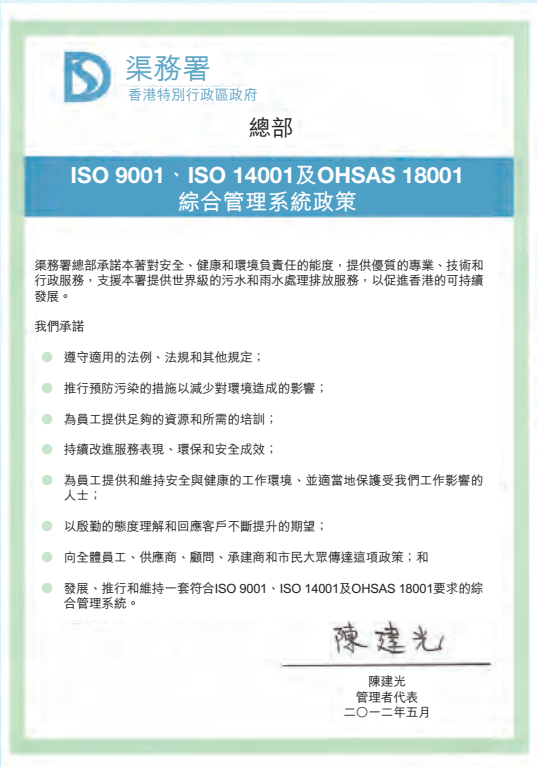 渠務署
香港特別行政區政府
總部
ISO 9001、ISO 14001及OHSAS 18001
綜合管理系統政策
渠務署總部承諾本著對安全、健康和環境負責任的能度，提供優質的專業、技術和
行政服務，支援本署提供世界級的污水和雨水處理排放服務，以促進香港的可持續
發展。
我們承諾
遵守適用的法例、法規和其他規定；
推行預防污染的措施以減少對環境造成的影響；
為員工提供足夠的資源和所需的培訓；
持續改進服務表現、環保和安全成效；
為員工提供和維持安全與健康的工作環境、並適當地保護受我們工作影響的
人士；
以殷勤的態度理解和回應客戶不斷提升的期望；
向全體員工、供應商、顧問、承建商和市民大眾傳達這項政策；和
發展、推行和維持一套符合ISO 9001、ISO 14001及OHSAS 18001要求的綜
合管理系統。
陳建光
陳建光
管理者代表
二〇一二年五月